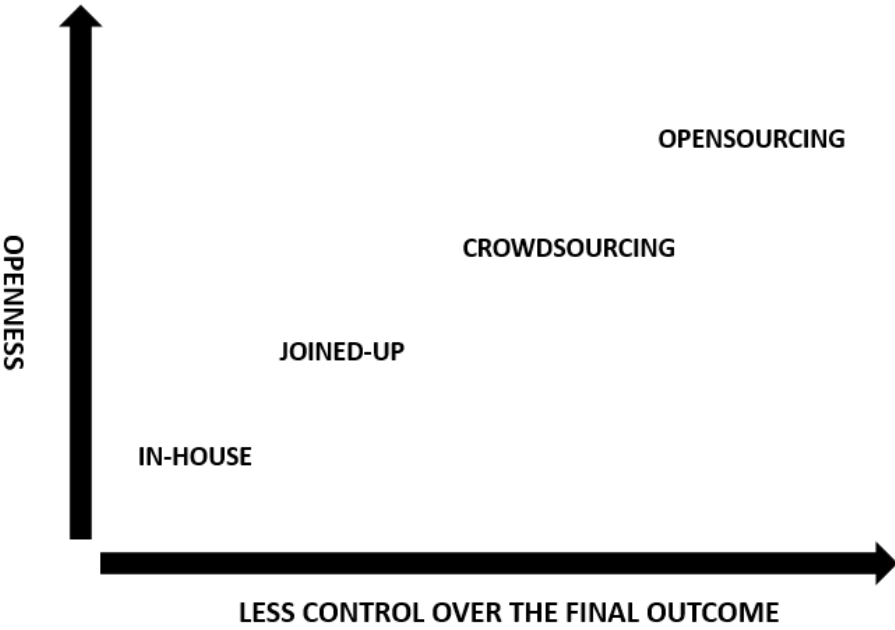 OPENSOURCING
CROWDSOURCING
OPENNESS
JOINED-UP
IN-HOUSE
LESS CONTROL OVER THE FINAL OUTCOME